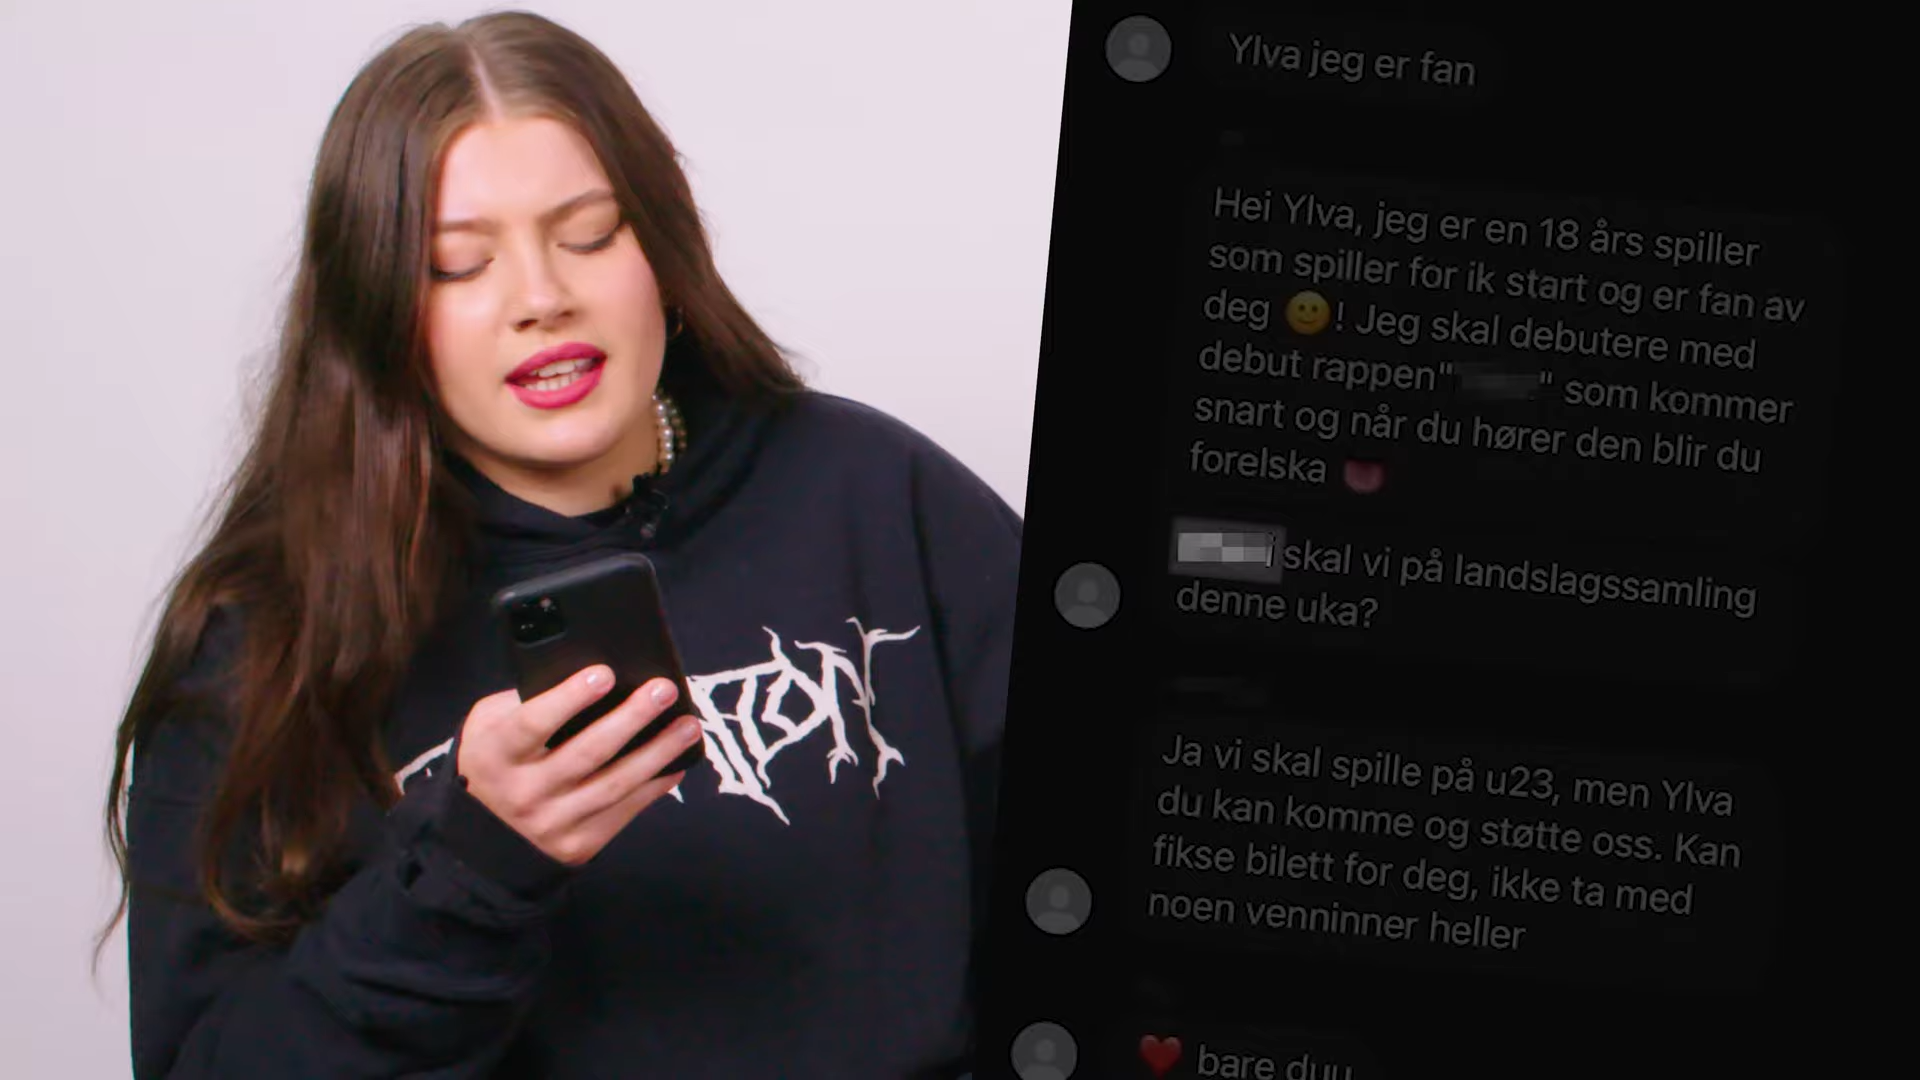 Ylva jeg er fan
Hei Ylva, jeg er en 18 års spiller
som spiller for ik start og er fan av
deg 🙂! Jeg skal debutere med
debut rappen" " som kommer
snart og når du hører den blir du
forelska 👅
skal vi på landslagssamling
denne uka?
Ja vi skal spille på u23, men Ylva
du kan komme og støtte oss. Kan
fikse bilett for deg, ikke ta med
noen venninner heller
❤️ bare duu